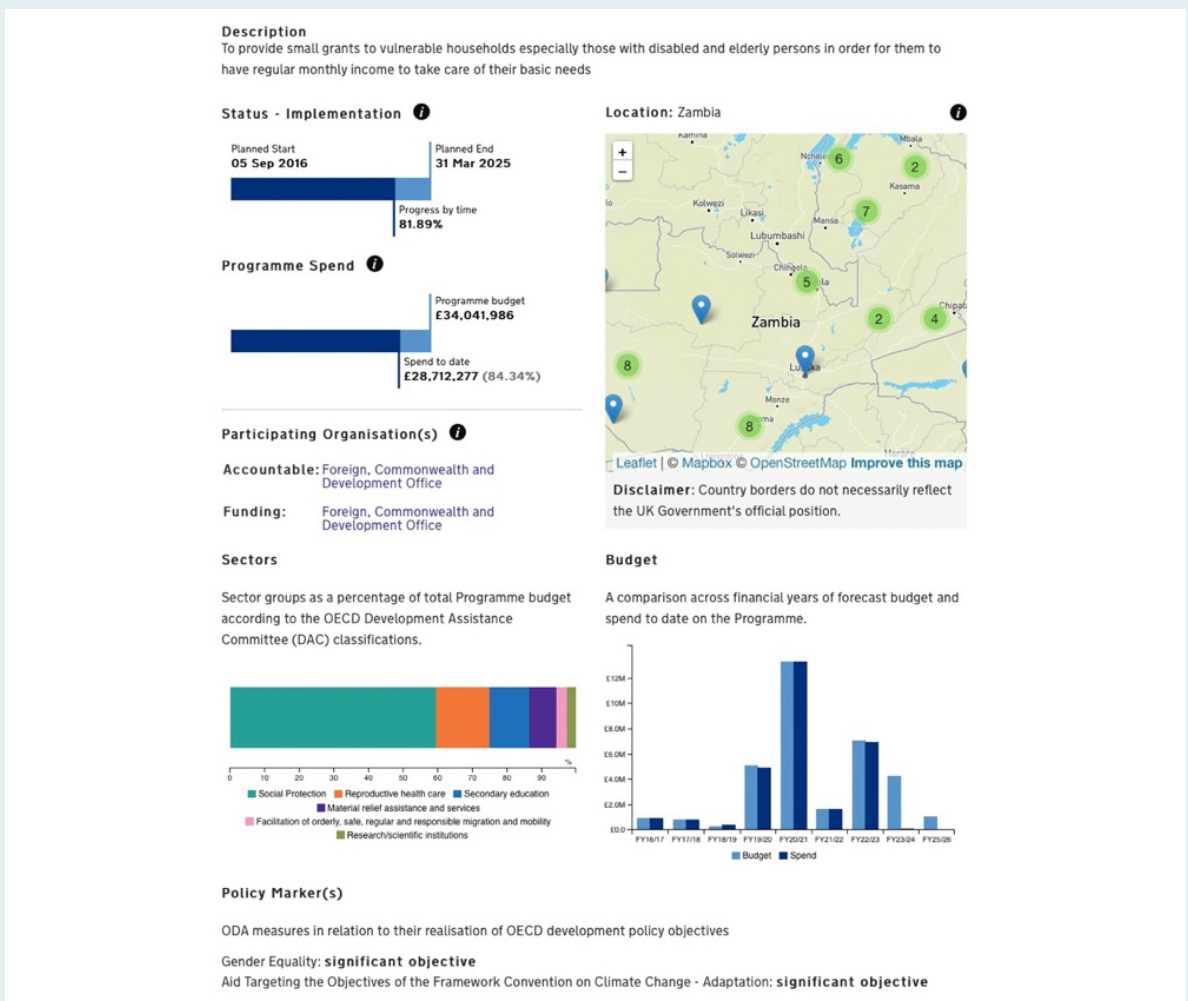 Description
To provide small grants to vulnerable households especially those with disabled and elderly persons in order for them to
have regular monthly income to take care of their basic needs
Status - Implementation i
Planned Start
05 Sep 2016
Planned End
31 Mar 2025
Progress by time
81.89%
Programme Spend i
Programme budget
£34,041,986
Spend to date
£28,712,277 (84.34%)
Participating Organisation(s) i
Accountable: Foreign, Commonwealth and
Development Office
Funding: Foreign, Commonwealth and
Development Office
Location: Zambia i
+
−
Kamina
Mbala
Nchele
6
2
Kasama
Kolwezi
Likasi
7
Mansa
Lubumbashi
Solwezi
Chingola
5
la
Zambia
2
4
Chipat
8
Lu ka
Monze
8
ma
Leaflet | © Mapbox © OpenStreetMap Improve this map
Disclaimer: Country borders do not necessarily reflect
the UK Government's official position.
Sectors
Sector groups as a percentage of total Programme budget
according to the OECD Development Assistance
Committee (DAC) classifications.
%
0 10 20 30 40 50 60 70 80 90
Social Protection Reproductive health care Secondary education
Material relief assistance and services
Facilitation of orderly, safe, regular and responsible migration and mobility
Research/scientific institutions
Budget
A comparison across financial years of forecast budget and
spend to date on the Programme.
£12M
£10M
£8.0M
£6.0M
£4.0M
£2.0M
£0.0
FY16/17 FY17/18 FY18/19 FY19/20 FY20/21 FY21/22 FY22/23 FY23/24 FY25/26
Budget Spend
Policy Marker(s)
ODA measures in relation to their realisation of OECD development policy objectives
Gender Equality: significant objective
Aid Targeting the Objectives of the Framework Convention on Climate Change - Adaptation: significant objective